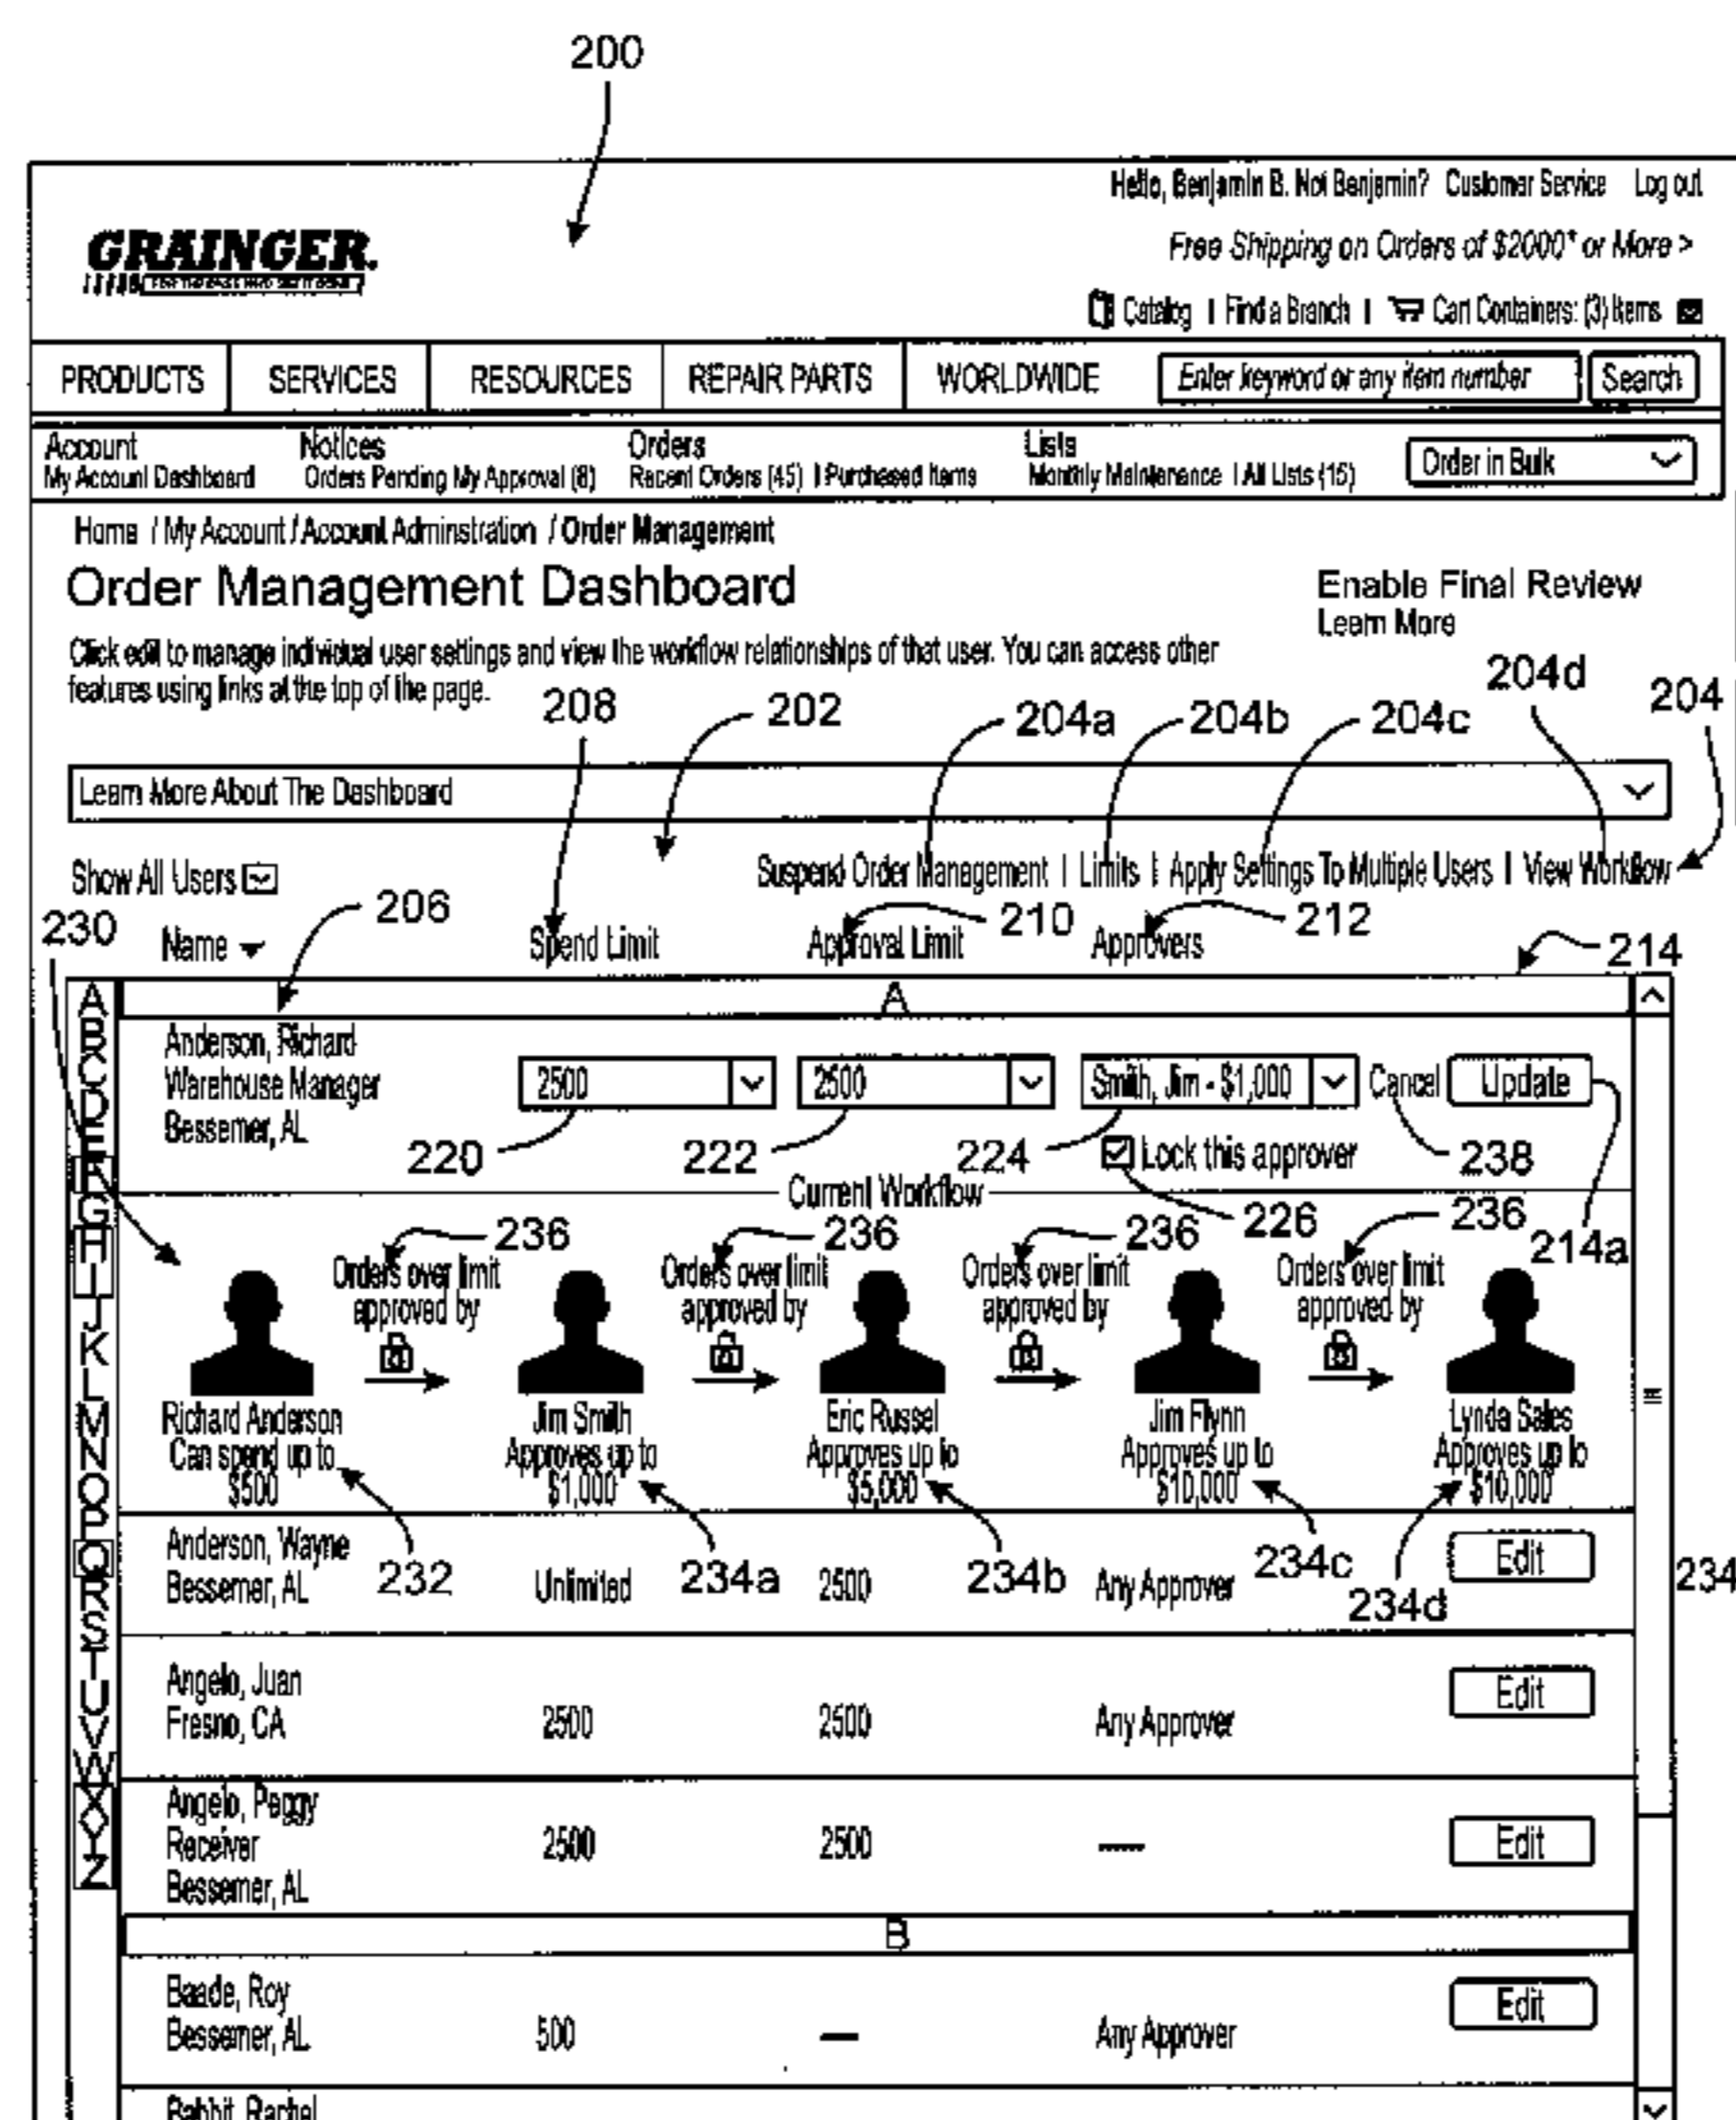 200
Hello, Benjamin B. Not Benjamin? Customer Service Log out
GRAINGER.
Free Shipping on Orders of $2000* or More >
Catalog | Find a Branch | Cart Containers: (3) Items
PRODUCTS SERVICES RESOURCES REPAIR PARTS WORLDWIDE Enter keyword or any item number Search
Account Notices Orders Lists
My Account Dashboard Orders Pending My Approval (8) Recent Orders (45) | Purchased Items Monthly Maintenance | All Lists (15) Order in Bulk
Home / My Account / Account Adminstration / Order Management
Order Management Dashboard
Enable Final Review
Learn More
Click edit to manage individual user settings and view the workflow relationships of that user. You can access other
features using links at the top of the page.
208 202 204a 204b 204c 204d 204
Learn More About The Dashboard
Show All Users
Suspend Order Management | Limits | Apply Settings To Multiple Users | View Workflow
230 206 210 212 214
Name Spend Limit Approval Limit Approvers
A
B
C
D
E
F
G
H
I
J
K
L
M
N
O
P
Q
R
S
T
U
V
W
X
Y
Z
A
Anderson, Richard
Warehouse Manager
Bessemer, AL
2500 2500 Smith, Jim - $1,000 Cancel Update
220 222 224 Lock this approver 238
Current Workflow
236 236 236 226 236 214a
Orders over limit Orders over limit Orders over limit Orders over limit
approved by approved by approved by approved by
Richard Anderson Jim Smith Eric Russel Jim Flynn Lynda Sales
Can spend up to Approves up to Approves up to Approves up to Approves up to
$500 $1,000 $5,000 $10,000 $10,000
232 234a 234b 234c 234d 234
Anderson, Wayne
Bessemer, AL Unlimited 2500 Any Approver Edit
Angelo, Juan
Fresno, CA 2500 2500 Any Approver Edit
Angelo, Peggy
Receiver 2500 2500 — Edit
Bessemer, AL
B
Baade, Roy
Bessemer, AL 500 — Any Approver Edit
Babbit, Rachel